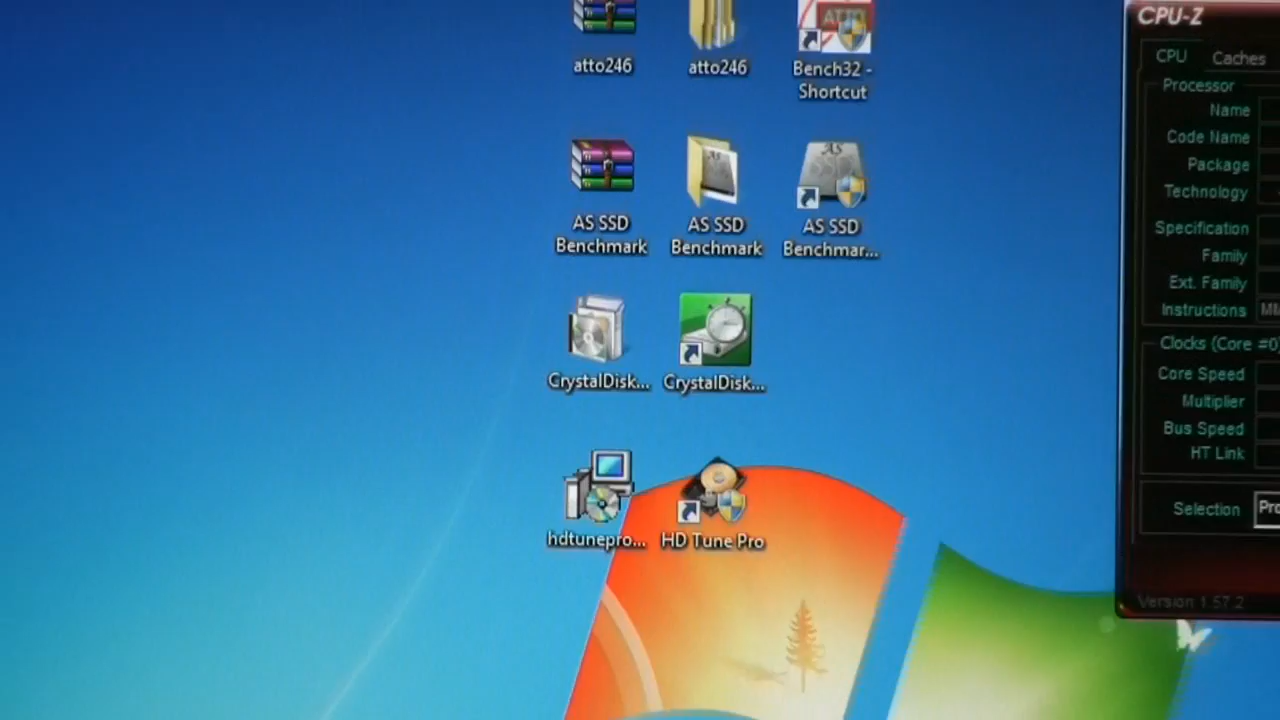 atto246
atto246
Bench32 -
Shortcut
AS SSD
Benchmark
AS SSD
Benchmark
AS SSD
Benchmar...
CrystalDisk...
CrystalDisk...
hdtunepro...
HD Tune Pro
CPU-Z
CPU
Caches
Processor
Name
Code Name
Package
Technology
Specification
Family
Ext. Family
Instructions
Clocks (Core #0
Core Speed
Multiplier
Bus Speed
HT Link
Selection
Version 1.57.2